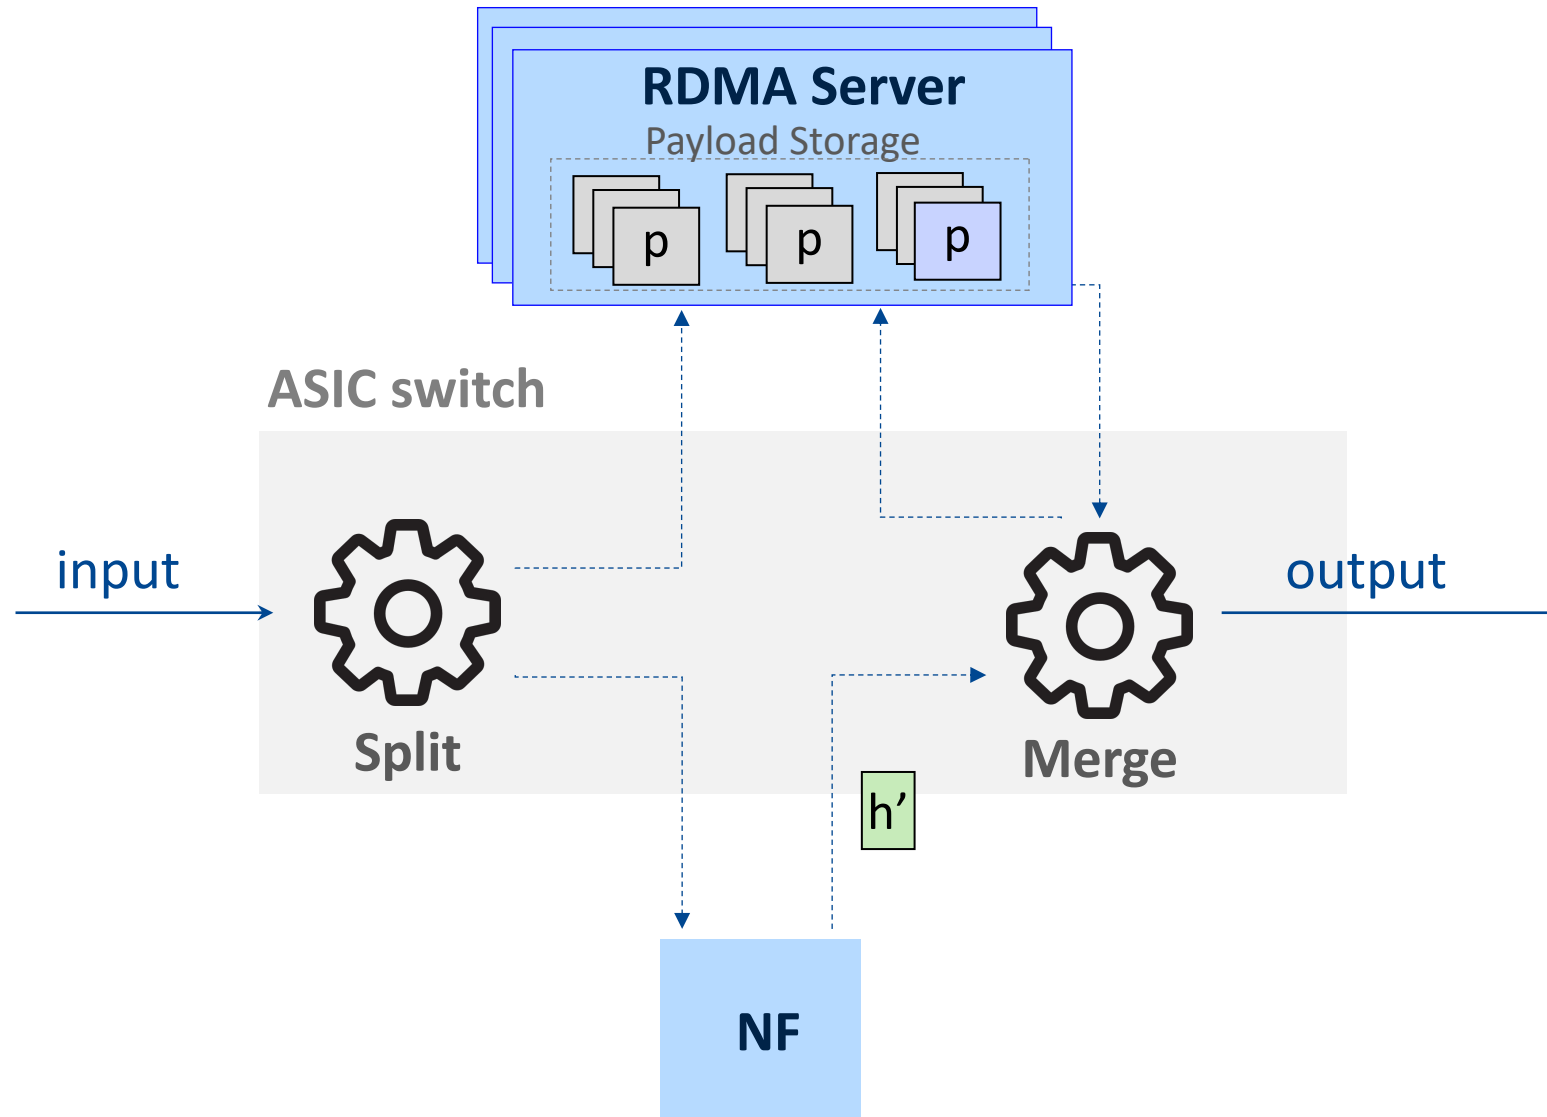 RDMA Server
Payload Storage
p
p
p
ASIC switch
input
output
Split
Merge
h’
NF